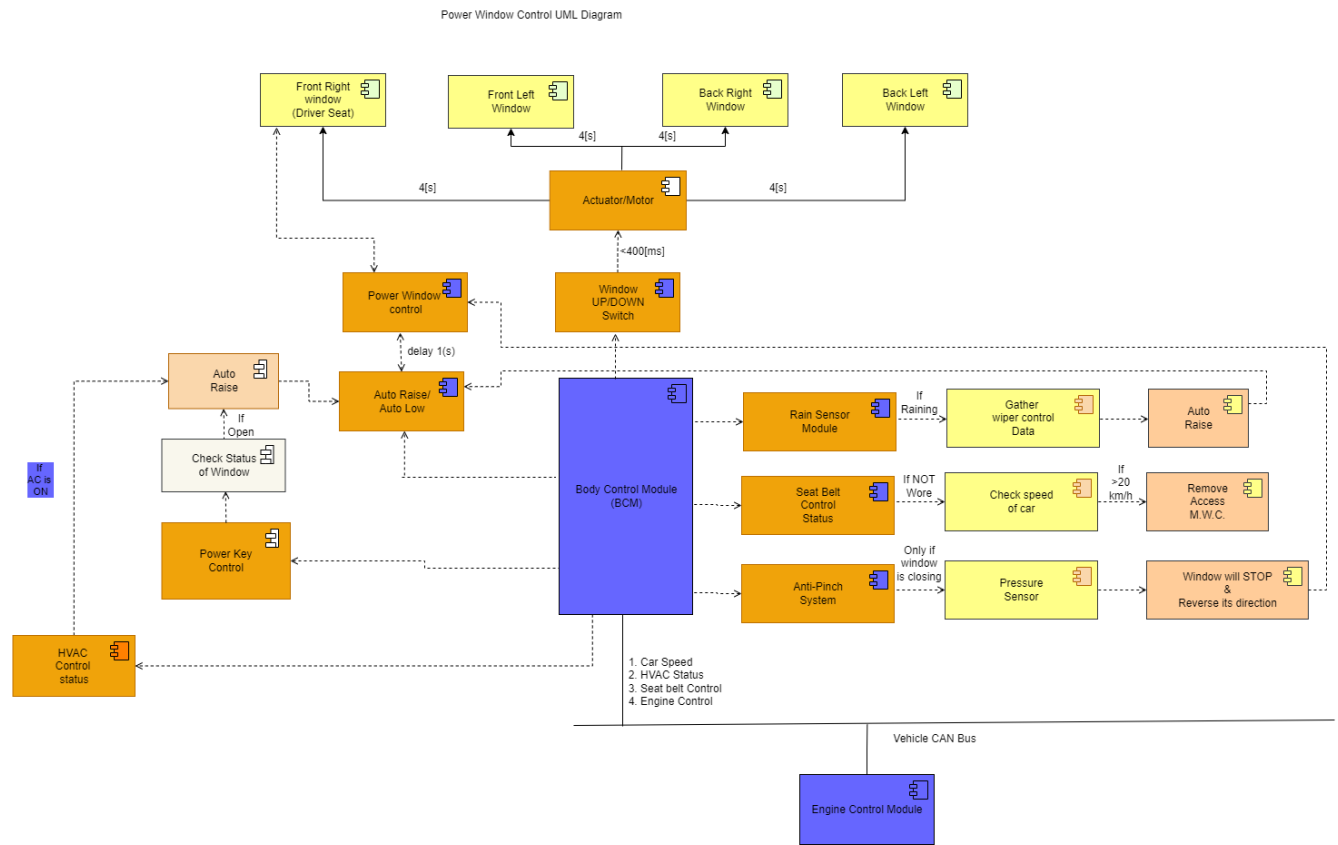 Power Window Control UML Diagram
Front Right
window
(Driver Seat)
Front Left
Window
Back Right
Window
Back Left
Window
4[s]
4[s]
4[s]
4[s]
Actuator/Motor
<400[ms]
Power Window
control
Window
UP/DOWN
Switch
delay 1(s)
Auto
Raise
Auto Raise/
Auto Low
If
Open
Check Status
of Window
If
AC is
ON
Power Key
Control
HVAC
Control
status
Body Control Module
(BCM)
Rain Sensor
Module
If
Raining
Gather
wiper control
Data
Auto
Raise
Seat Belt
Control
Status
If NOT
Wore
Check speed
of car
If
>20
km/h
Remove
Access
M.W.C.
Anti-Pinch
System
Only if
window
is closing
Pressure
Sensor
Window will STOP
&
Reverse its direction
1. Car Speed
2. HVAC Status
3. Seat belt Control
4. Engine Control
Vehicle CAN Bus
Engine Control Module